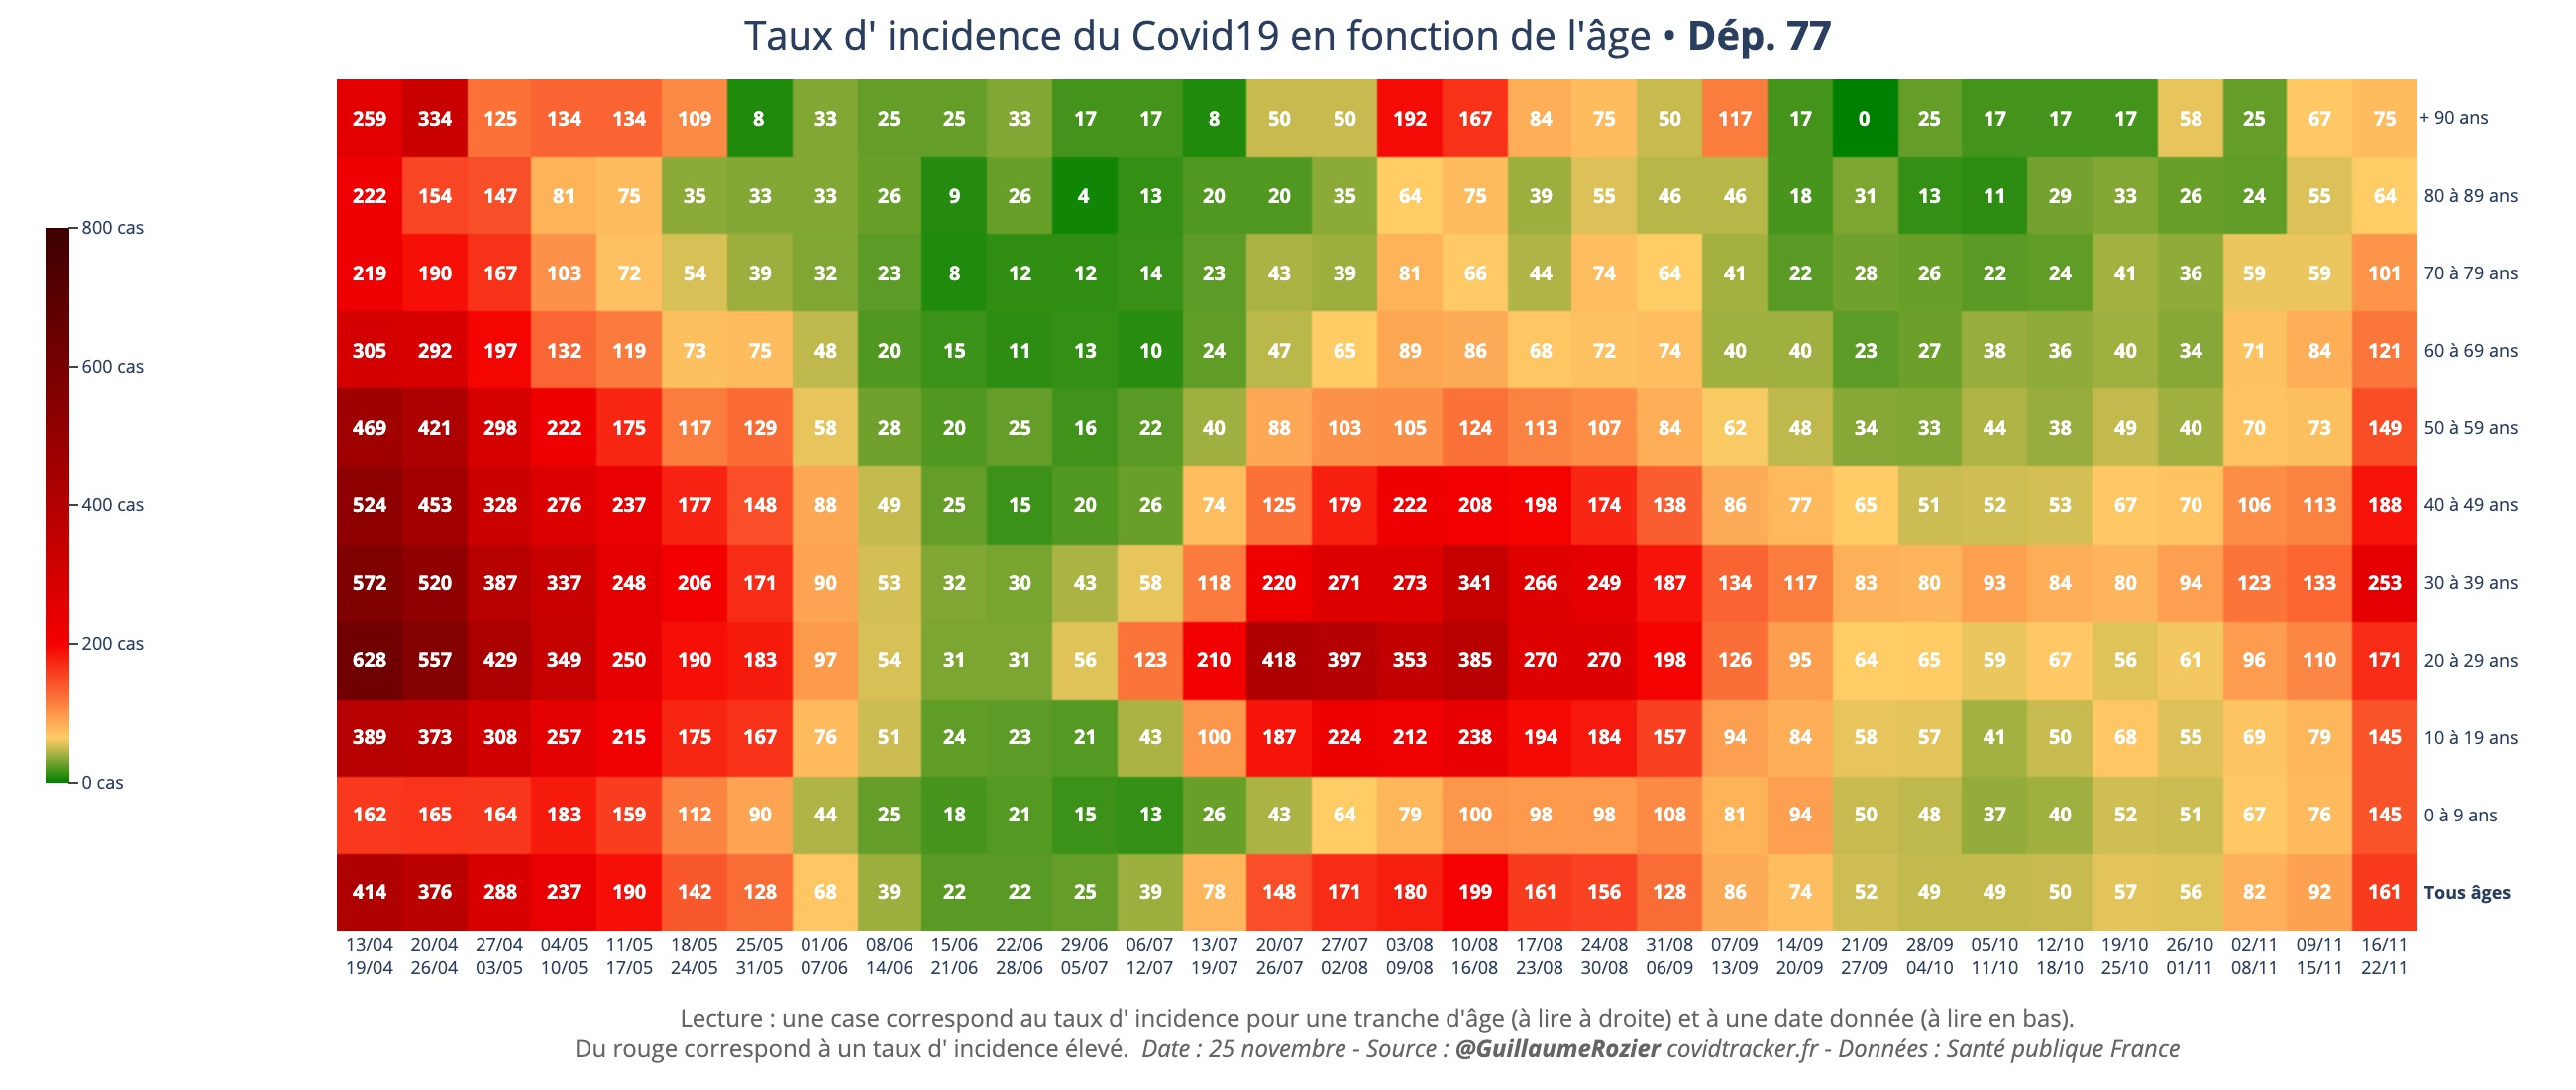 Taux d' incidence du Covid19 en fonction de l'âge • Dép. 77
800 cas
600 cas
400 cas
200 cas
0 cas
259 334 125 134 134 109 8 33 25 25 33 17 17 8 50 50 192 167 84 75 50 117 17 0 25 17 17 17 58 25 67 75 + 90 ans
222 154 147 81 75 35 33 33 26 9 26 4 13 20 20 35 64 75 39 55 46 46 18 31 13 11 29 33 26 24 55 64 80 à 89 ans
219 190 167 103 72 54 39 32 23 8 12 12 14 23 43 39 81 66 44 74 64 41 22 28 26 22 24 41 36 59 59 101 70 à 79 ans
305 292 197 132 119 73 75 48 20 15 11 13 10 24 47 65 89 86 68 72 74 40 40 23 27 38 36 40 34 71 84 121 60 à 69 ans
469 421 298 222 175 117 129 58 28 20 25 16 22 40 88 103 105 124 113 107 84 62 48 34 33 44 38 49 40 70 73 149 50 à 59 ans
524 453 328 276 237 177 148 88 49 25 15 20 26 74 125 179 222 208 198 174 138 86 77 65 51 52 53 67 70 106 113 188 40 à 49 ans
572 520 387 337 248 206 171 90 53 32 30 43 58 118 220 271 273 341 266 249 187 134 117 83 80 93 84 80 94 123 133 253 30 à 39 ans
628 557 429 349 250 190 183 97 54 31 31 56 123 210 418 397 353 385 270 270 198 126 95 64 65 59 67 56 61 96 110 171 20 à 29 ans
389 373 308 257 215 175 167 76 51 24 23 21 43 100 187 224 212 238 194 184 157 94 84 58 57 41 50 68 55 69 79 145 10 à 19 ans
162 165 164 183 159 112 90 44 25 18 21 15 13 26 43 64 79 100 98 98 108 81 94 50 48 37 40 52 51 67 76 145 0 à 9 ans
414 376 288 237 190 142 128 68 39 22 22 25 39 78 148 171 180 199 161 156 128 86 74 52 49 49 50 57 56 82 92 161 Tous âges
13/04 20/04 27/04 04/05 11/05 18/05 25/05 01/06 08/06 15/06 22/06 29/06 06/07 13/07 20/07 27/07 03/08 10/08 17/08 24/08 31/08 07/09 14/09 21/09 28/09 05/10 12/10 19/10 26/10 02/11 09/11 16/11
19/04 26/04 03/05 10/05 17/05 24/05 31/05 07/06 14/06 21/06 28/06 05/07 12/07 19/07 26/07 02/08 09/08 16/08 23/08 30/08 06/09 13/09 20/09 27/09 04/10 11/10 18/10 25/10 01/11 08/11 15/11 22/11
Lecture : une case correspond au taux d' incidence pour une tranche d'âge (à lire à droite) et à une date donnée (à lire en bas).
Du rouge correspond à un taux d' incidence élevé. Date : 25 novembre - Source : @GuillaumeRozier covidtracker.fr - Données : Santé publique France